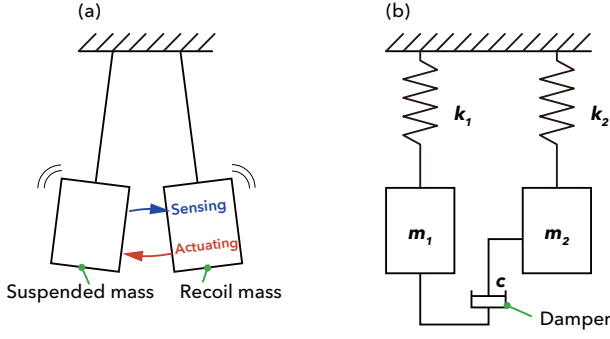 (a)
Sensing
Actuating
Suspended mass
Recoil mass
(b)
k1
k2
m1
m2
c
Damper